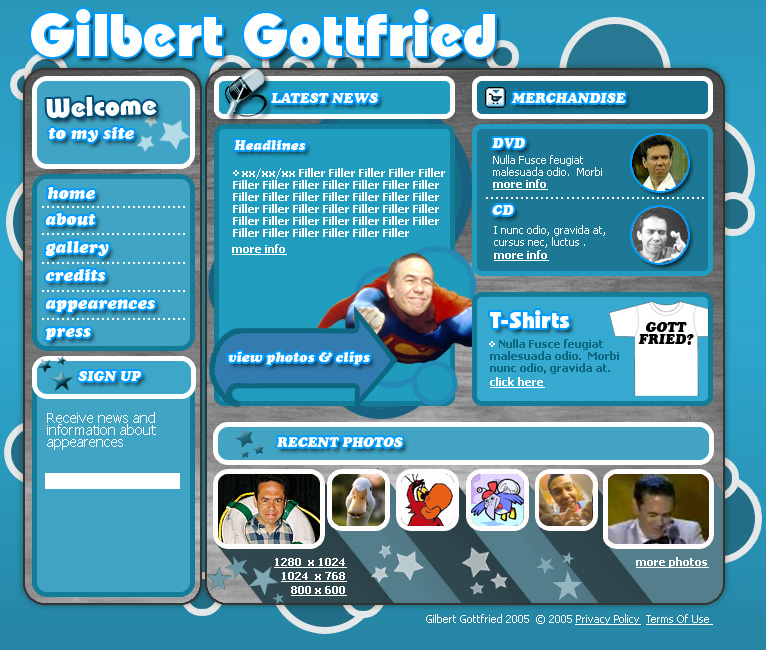 Gilbert Gottfried
Welcome
to my site
home
about
gallery
credits
appearences
press
SIGN UP
Receive news and
information about
appearences
LATEST NEWS
Headlines
xx/xx/xx Filler Filler Filler Filler Filler
Filler Filler Filler Filler Filler Filler Filler
Filler Filler Filler Filler Filler Filler Filler
Filler Filler Filler Filler Filler Filler Filler
Filler Filler Filler Filler Filler Filler Filler
Filler Filler Filler Filler Filler Filler
more info
view photos & clips
MERCHANDISE
DVD
Nulla Fusce feugiat
malesuada odio. Morbi
more info
CD
I nunc odio, gravida at,
cursus nec, luctus .
more info
T-Shirts
Nulla Fusce feugiat
malesuada odio. Morbi
nunc odio, gravida at.
click here
GOTT
FRIED?
RECENT PHOTOS
1280 x 1024
1024 x 768
800 x 600
more photos
Gilbert Gottfried 2005 © 2005 Privacy Policy Terms Of Use